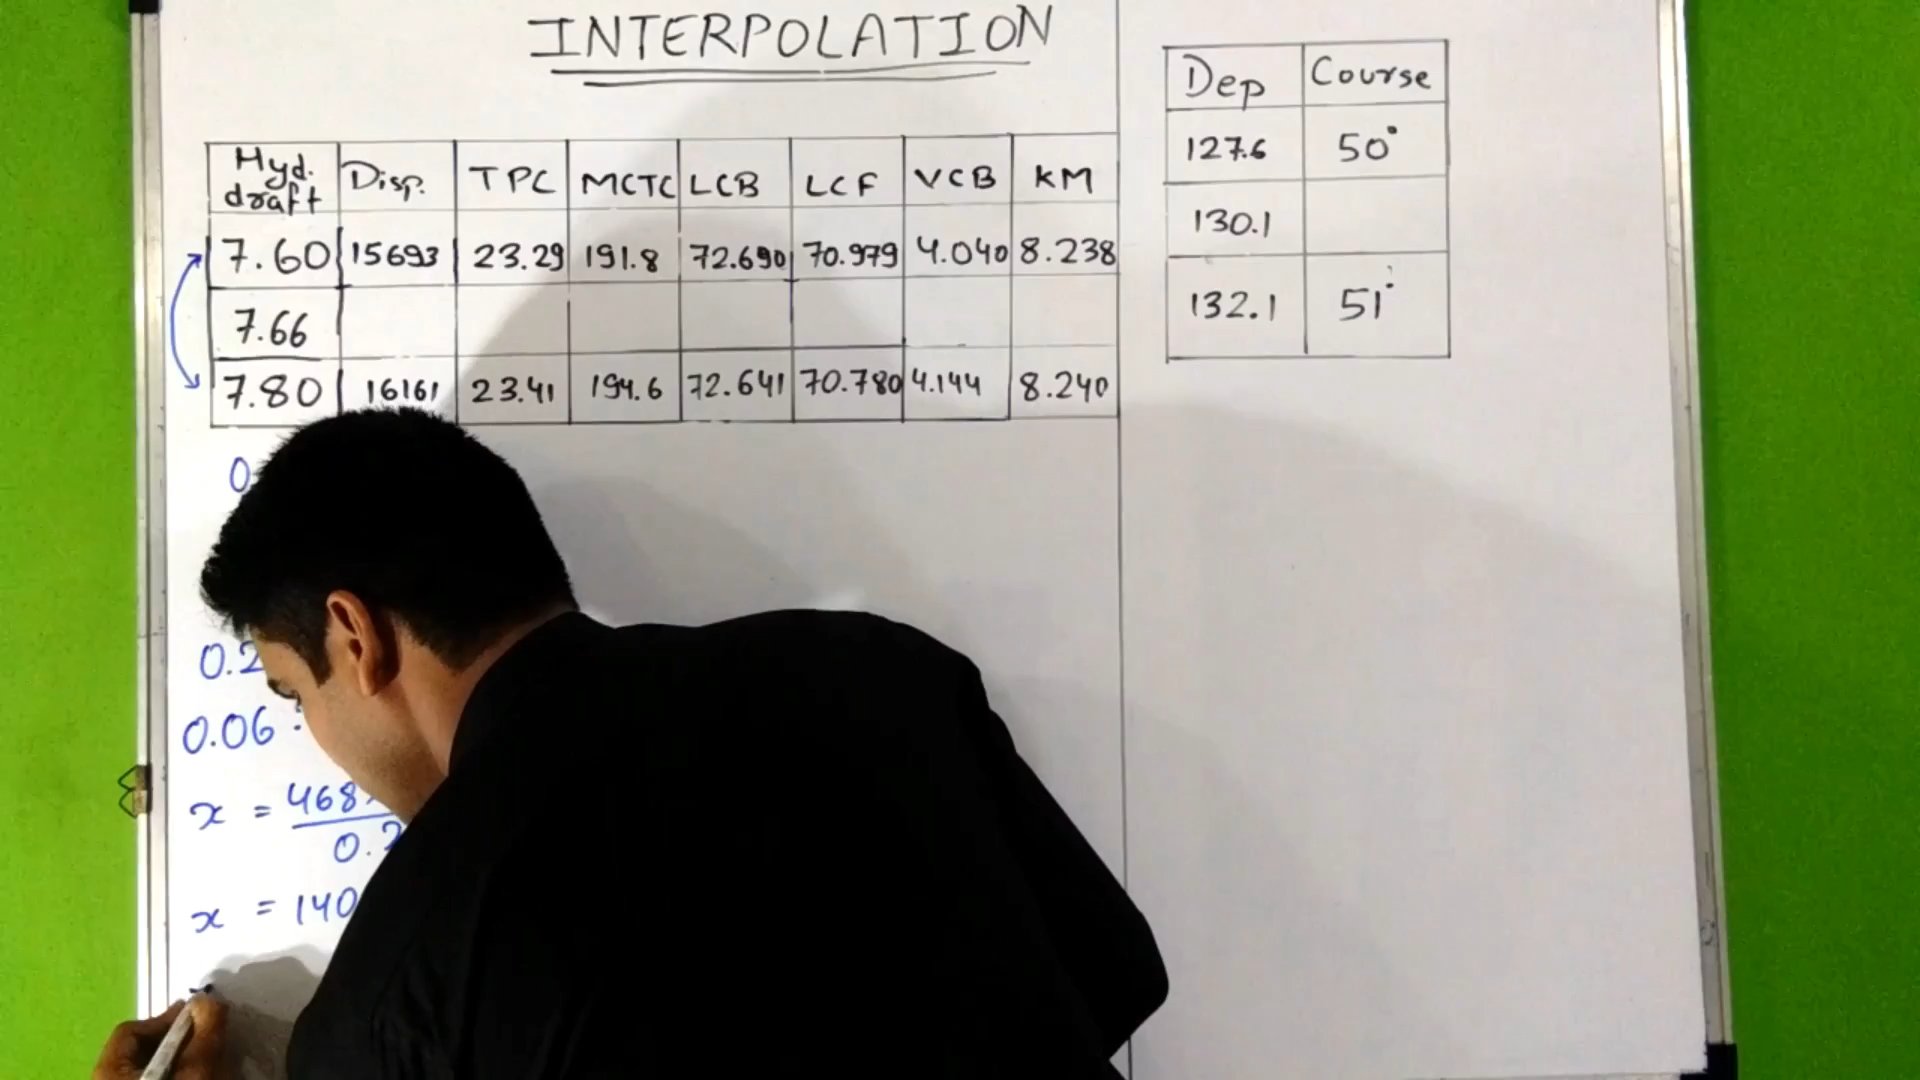 INTERPOLATION
Hyd. draft Disp. TPC MCTC LCB LCF VCB KM
7.60 15693 23.29 191.8 72.690 70.979 4.040 8.238
7.66
7.80 16161 23.41 194.6 72.641 70.780 4.144 8.240
0.
0.2
0.06 :
x = 468
0.2
x = 140
Dep Course
127.6 50°
130.1
132.1 51°